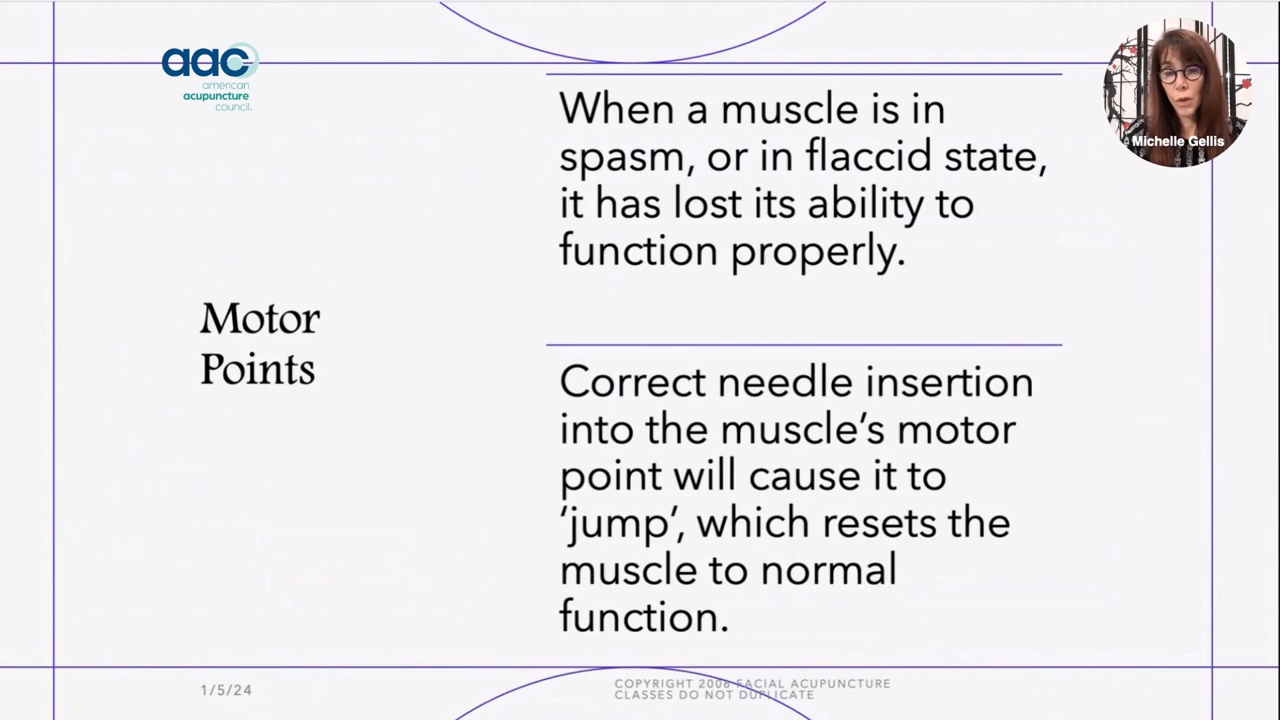 aac
american
acupuncture
council.
Michelle Gellis
Motor
Points
When a muscle is in
spasm, or in flaccid state,
it has lost its ability to
function properly.
Correct needle insertion
into the muscle’s motor
point will cause it to
‘jump’, which resets the
muscle to normal
function.
1/5/24
COPYRIGHT 2006 FACIAL ACUPUNCTURE
CLASSES DO NOT DUPLICATE